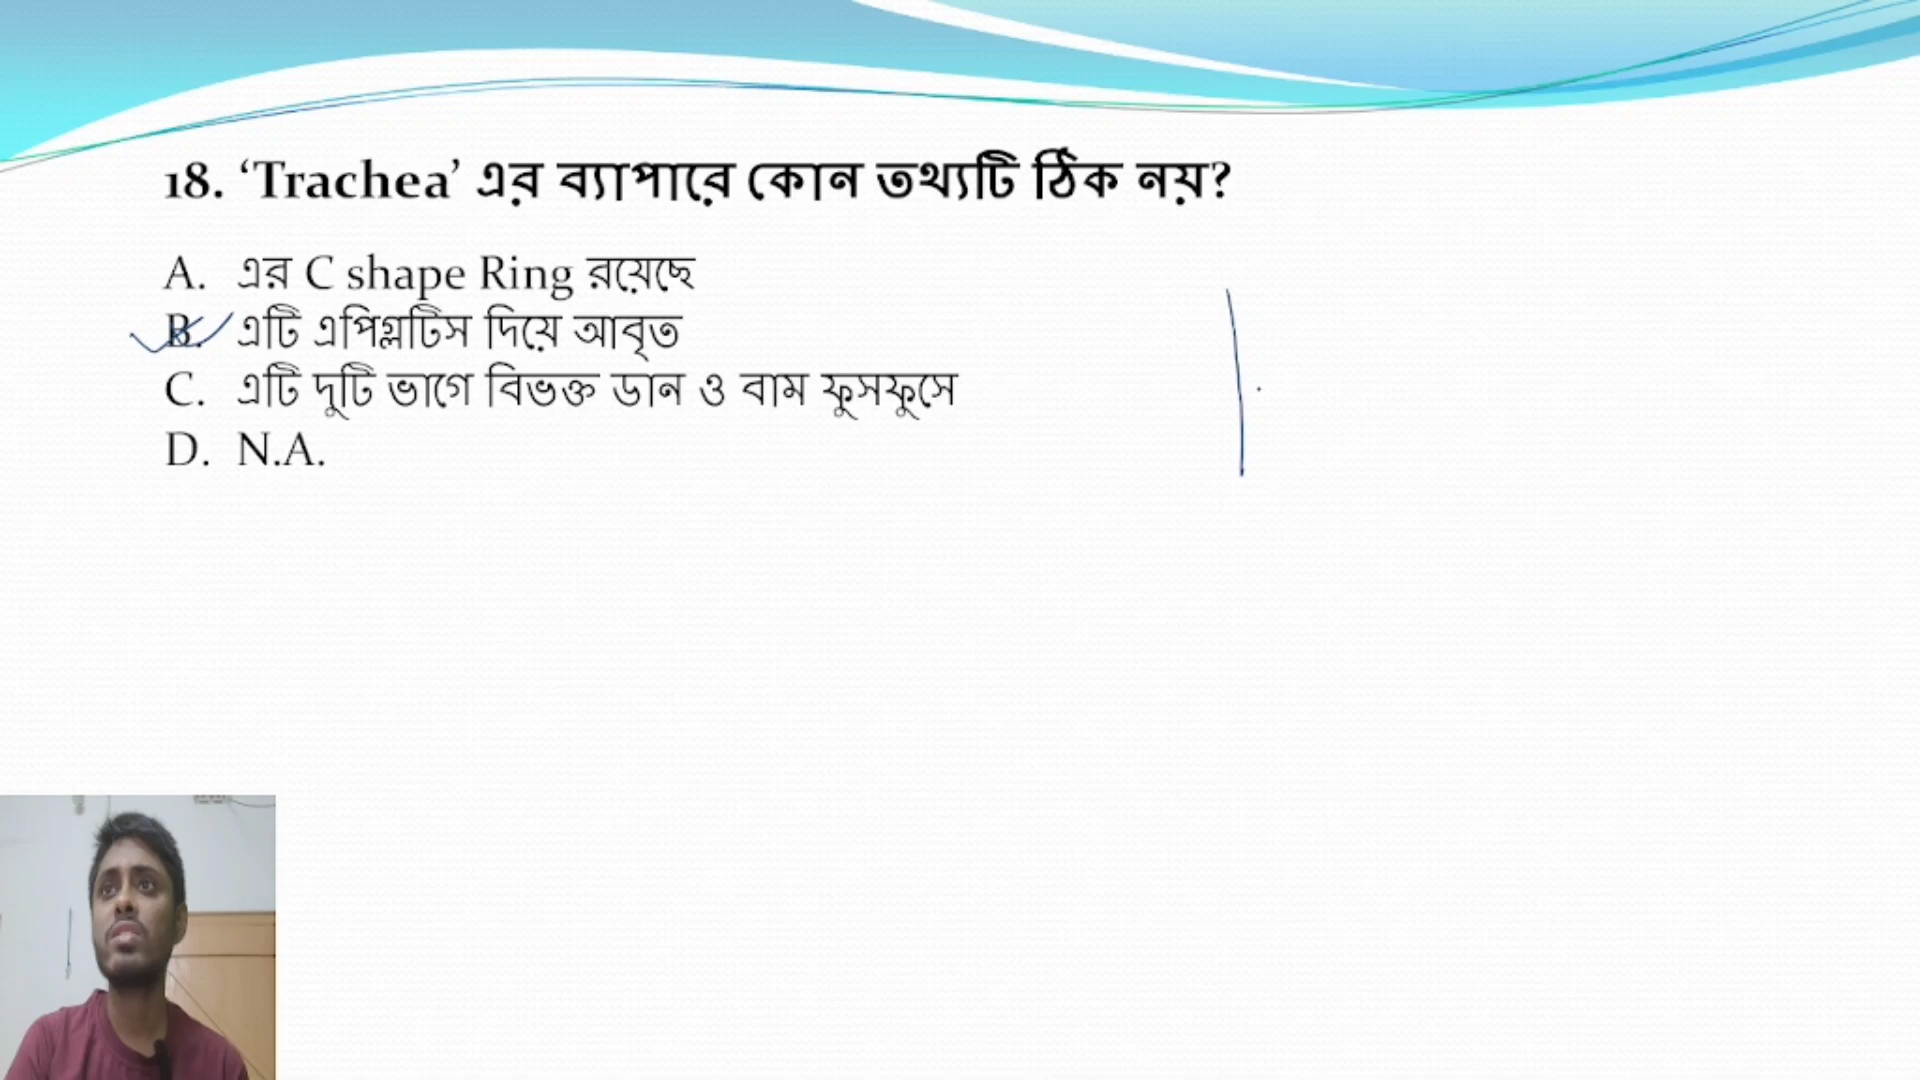 18. ‘Trachea’ এর ব্যাপারে কোন তথ্যটি ঠিক নয়?
A. এর C shape Ring রয়েছে
B. এটি এপিগ্লটিস দিয়ে আবৃত
C. এটি দুটি ভাগে বিভক্ত ডান ও বাম ফুসফুসে
D. N.A.